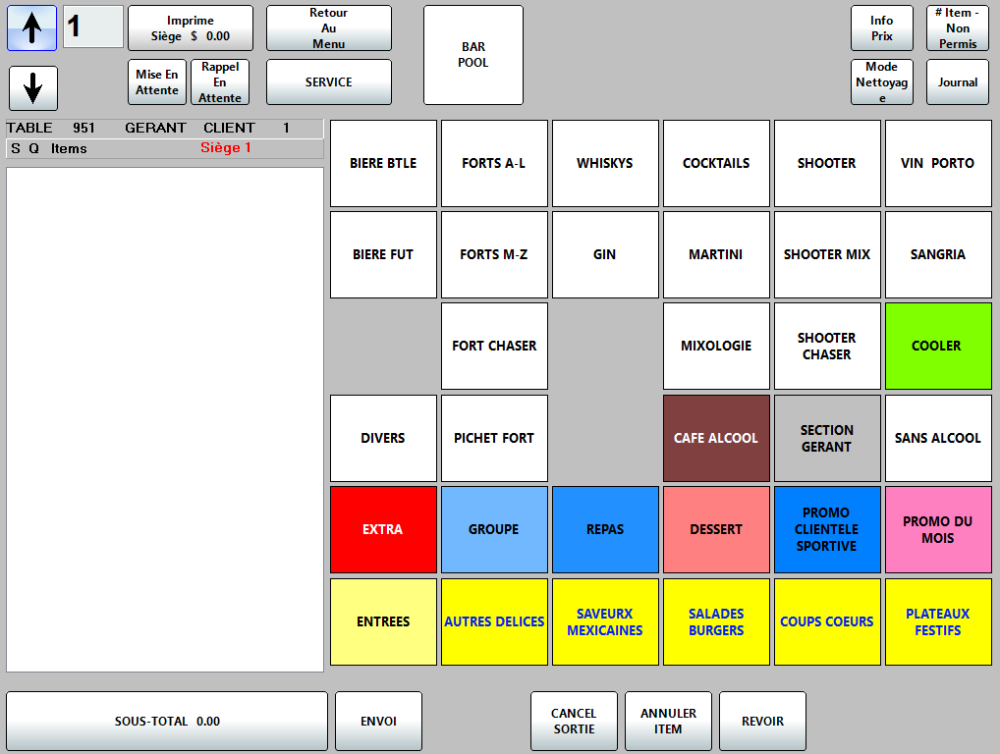 1
Imprime
Siège $ 0.00
Retour
Au
Menu
BAR
POOL
Info
Prix
# Item -
Non
Permis
Mise En
Attente
Rappel
En
Attente
SERVICE
Mode
Nettoyag
e
Journal
TABLE 951 GERANT CLIENT 1
S Q Items Siège 1
BIERE BTLE
FORTS A-L
WHISKYS
COCKTAILS
SHOOTER
VIN PORTO
BIERE FUT
FORTS M-Z
GIN
MARTINI
SHOOTER MIX
SANGRIA
FORT CHASER
MIXOLOGIE
SHOOTER
CHASER
COOLER
DIVERS
PICHET FORT
CAFE ALCOOL
SECTION
GERANT
SANS ALCOOL
EXTRA
GROUPE
REPAS
DESSERT
PROMO
CLIENTELE
SPORTIVE
PROMO DU
MOIS
ENTREES
AUTRES DELICES
SAVEURX
MEXICAINES
SALADES
BURGERS
COUPS COEURS
PLATEAUX
FESTIFS
SOUS-TOTAL 0.00
ENVOI
CANCEL
SORTIE
ANNULER
ITEM
REVOIR